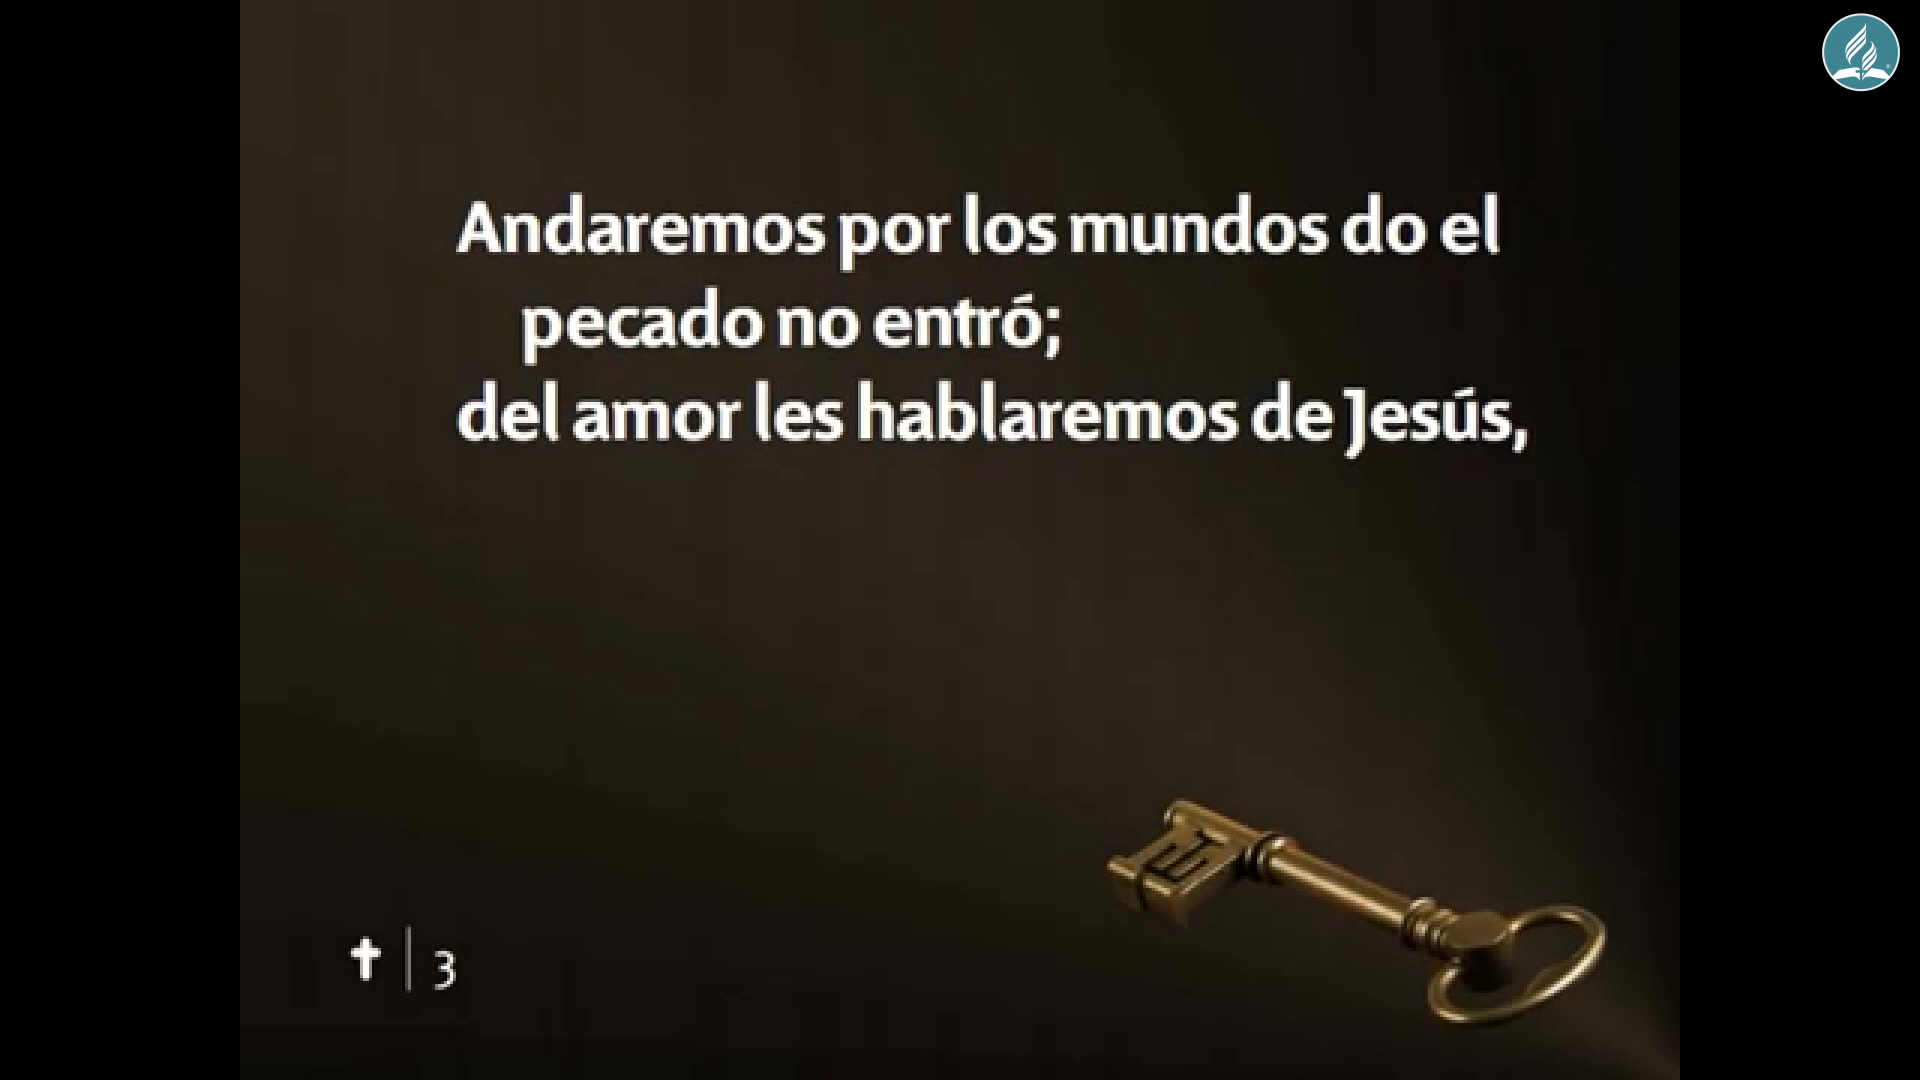 Andaremos por los mundos do el
pecado no entró;
del amor les hablaremos de Jesús,
3